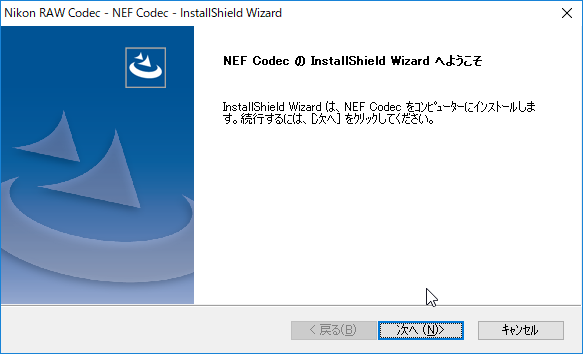 Nikon RAW Codec - NEF Codec - InstallShield Wizard
NEF Codec の InstallShield Wizard へようこそ
InstallShield Wizard は、NEF Codec をコンピューターにインストールしま
す。続行するには、[次へ] をクリックしてください。
< 戻る(B)
次へ (N)>
キャンセル